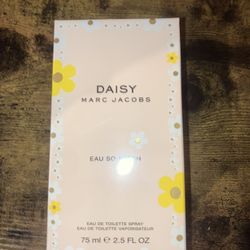 DAISY
MARC JACOBS
EAU SO
EAU DE TOILETTE SPRAY
EAU DE TOILETTE VAPORISATEUR
75 ml ℮ 2.5 FL OZ